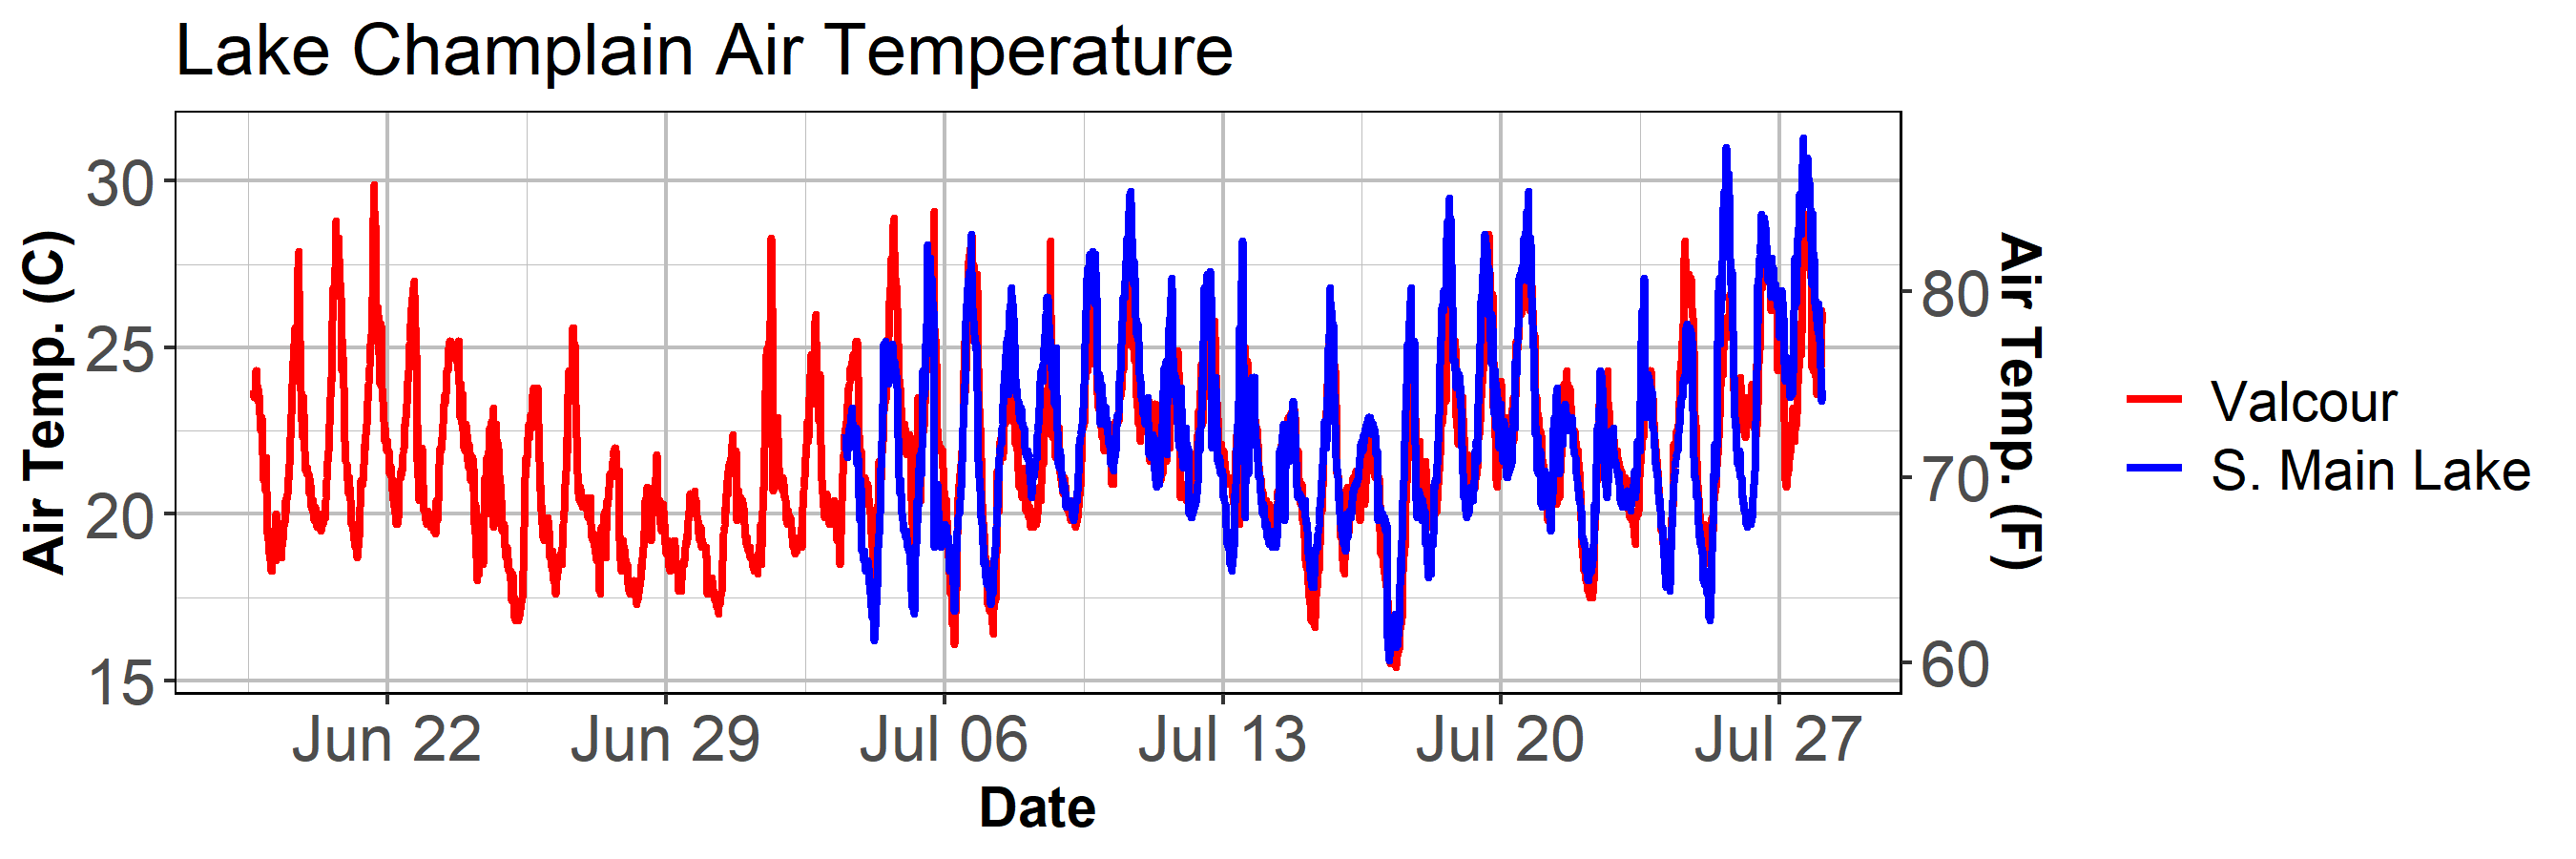 Lake Champlain Air Temperature
Air Temp. (C)
30
25
20
15
Jun 22
Jun 29
Jul 06
Jul 13
Jul 20
Jul 27
Date
80
70
60
Air Temp. (F)
Valcour
S. Main Lake